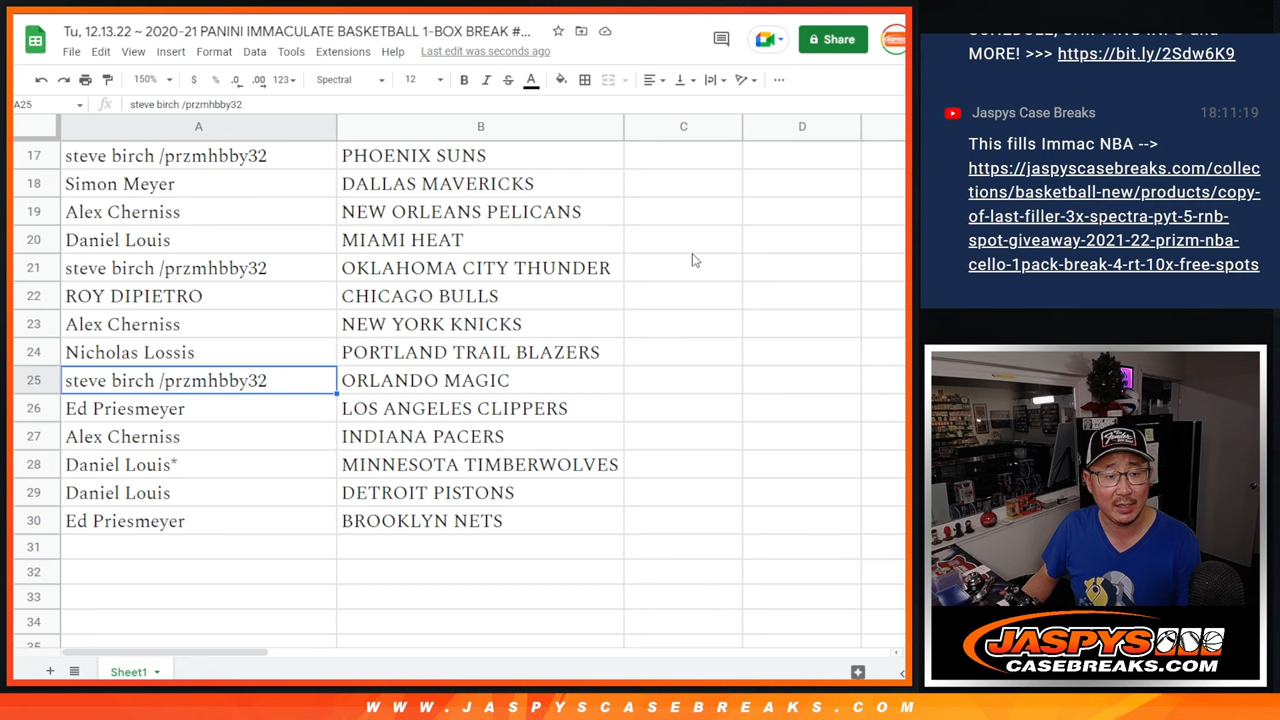 Tu, 12.13.22 ~ 2020-21 PANINI IMMACULATE BASKETBALL 1-BOX BREAK #...
File Edit View Insert Format Data Tools Extensions Help Last edit was seconds ago
Share
150% $ % .0 .00 123 Spectral 12 B I S A
A25 fx steve birch /przmhbby32
A B C D
17 steve birch /przmhbby32 PHOENIX SUNS
18 Simon Meyer DALLAS MAVERICKS
19 Alex Cherniss NEW ORLEANS PELICANS
20 Daniel Louis MIAMI HEAT
21 steve birch /przmhbby32 OKLAHOMA CITY THUNDER
22 ROY DIPIETRO CHICAGO BULLS
23 Alex Cherniss NEW YORK KNICKS
24 Nicholas Lossis PORTLAND TRAIL BLAZERS
25 steve birch /przmhbby32 ORLANDO MAGIC
26 Ed Priesmeyer LOS ANGELES CLIPPERS
27 Alex Cherniss INDIANA PACERS
28 Daniel Louis* MINNESOTA TIMBERWOLVES
29 Daniel Louis DETROIT PISTONS
30 Ed Priesmeyer BROOKLYN NETS
31
32
33
34
35
Sheet1
MORE! >>> https://bit.ly/2Sdw6K9
Jaspys Case Breaks 18:11:19
This fills Immac NBA -->
https://jaspyscasebreaks.com/collec
tions/basketball-new/products/copy-
of-last-filler-3x-spectra-pyt-5-rnb-
spot-giveaway-2021-22-prizm-nba-
cello-1pack-break-4-rt-10x-free-spots
JASPYS
CASEBREAKS.COM
WWW.JASPYSCASEBREAKS.COM